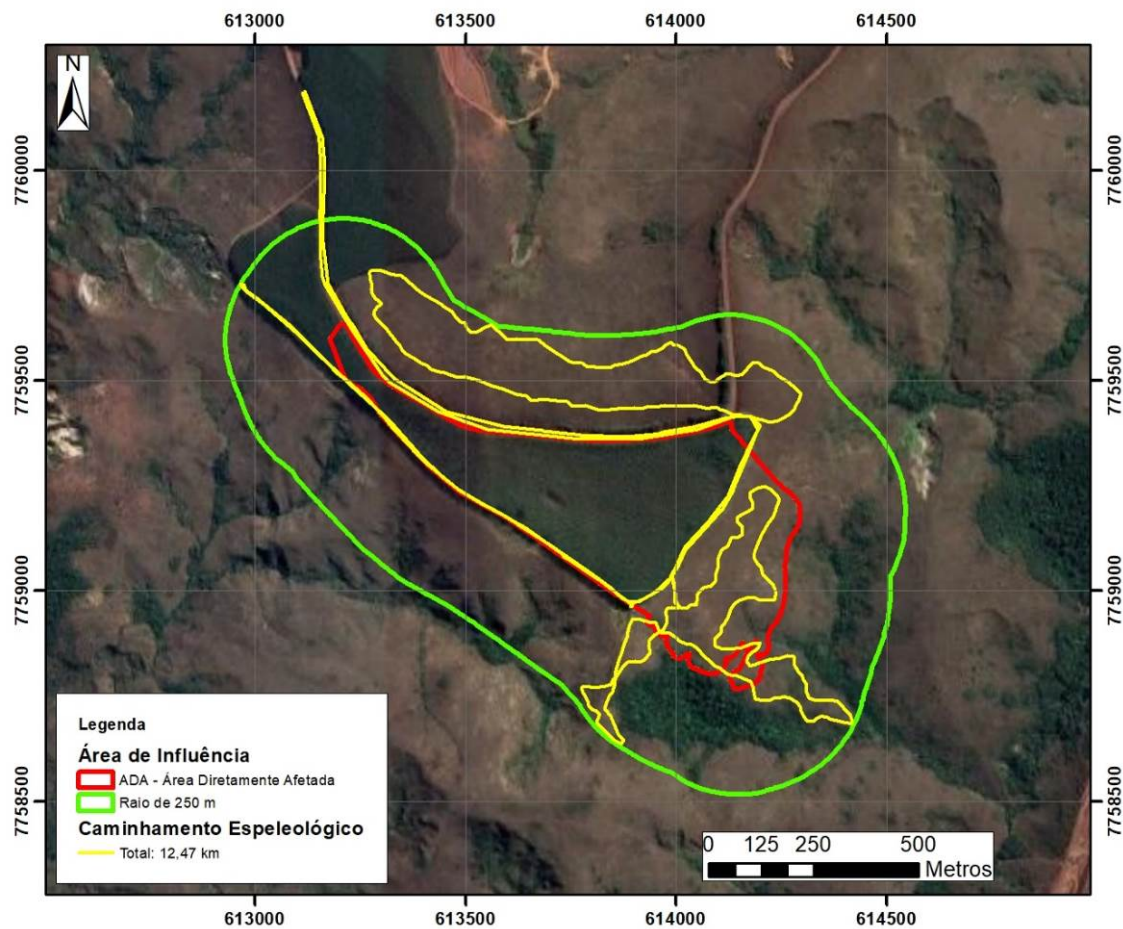 613000 613500 614000 614500
N
7760000 7760000
7759500 7759500
7759000 7759000
7758500 7758500
Legenda
Área de Influência
ADA - Área Diretamente Afetada
Raio de 250 m
Caminhamento Espeleológico
Total: 12,47 km
0 125 250 500
Metros
613000 613500 614000 614500